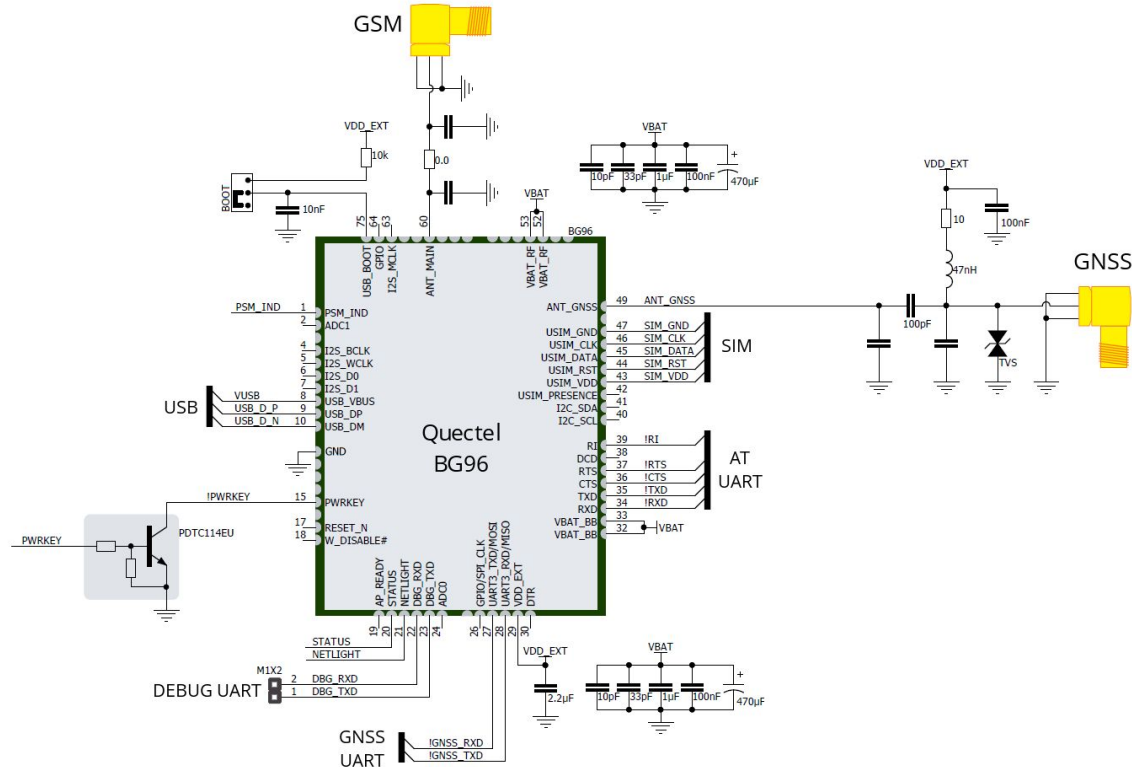 GSM
VDD_EXT
10k
0.0
BOOT
10nF
VBAT
10pF
33pF
1µF
100nF
470µF
VBAT
VDD_EXT
10
100nF
47nH
GNSS
75
64
63
60
53
52
BG96
USB_BOOT
GPIO
I2S_MCLK
ANT_MAIN
VBAT_RF
VBAT_RF
PSM_IND 1 PSM_IND
2 ADC1
4 I2S_BCLK
5 I2S_WCLK
6 I2S_D0
7 I2S_D1
USB
VUSB 8 USB_VBUS
USB_D_P 9 USB_DP
USB_D_N 10 USB_DM
GND
!PWRKEY 15 PWRKEY
17 RESET_N
18 W_DISABLE#
PDTC114EU
PWRKEY
Quectel
BG96
ANT_GNSS 49 ANT_GNSS
100pF
TVS
USIM_GND 47 SIM_GND
USIM_CLK 46 SIM_CLK
USIM_DATA 45 SIM_DATA
USIM_RST 44 SIM_RST
USIM_VDD 43 SIM_VDD
SIM
USIM_PRESENCE 42
I2C_SDA 41
I2C_SCL 40
RI 39 !RI
DCD 38
RTS 37 !RTS
CTS 36 !CTS
TXD 35 !TXD
RXD 34 !RXD
AT
UART
VBAT_BB 33
VBAT_BB 32
VBAT
AP_READY
STATUS
NETLIGHT
DBG_RXD
DBG_TXD
ADC0
GPIO/SPI_CLK
UART3_TXD/MOSI
UART3_RXD/MISO
VDD_EXT
DTR
19
20
21
22
23
24
26
27
28
29
30
STATUS
NETLIGHT
M1X2
DEBUG UART
2 DBG_RXD
1 DBG_TXD
VDD_EXT
2.2µF
VBAT
10pF
33pF
1µF
100nF
470µF
GNSS
UART
!GNSS_RXD
!GNSS_TXD